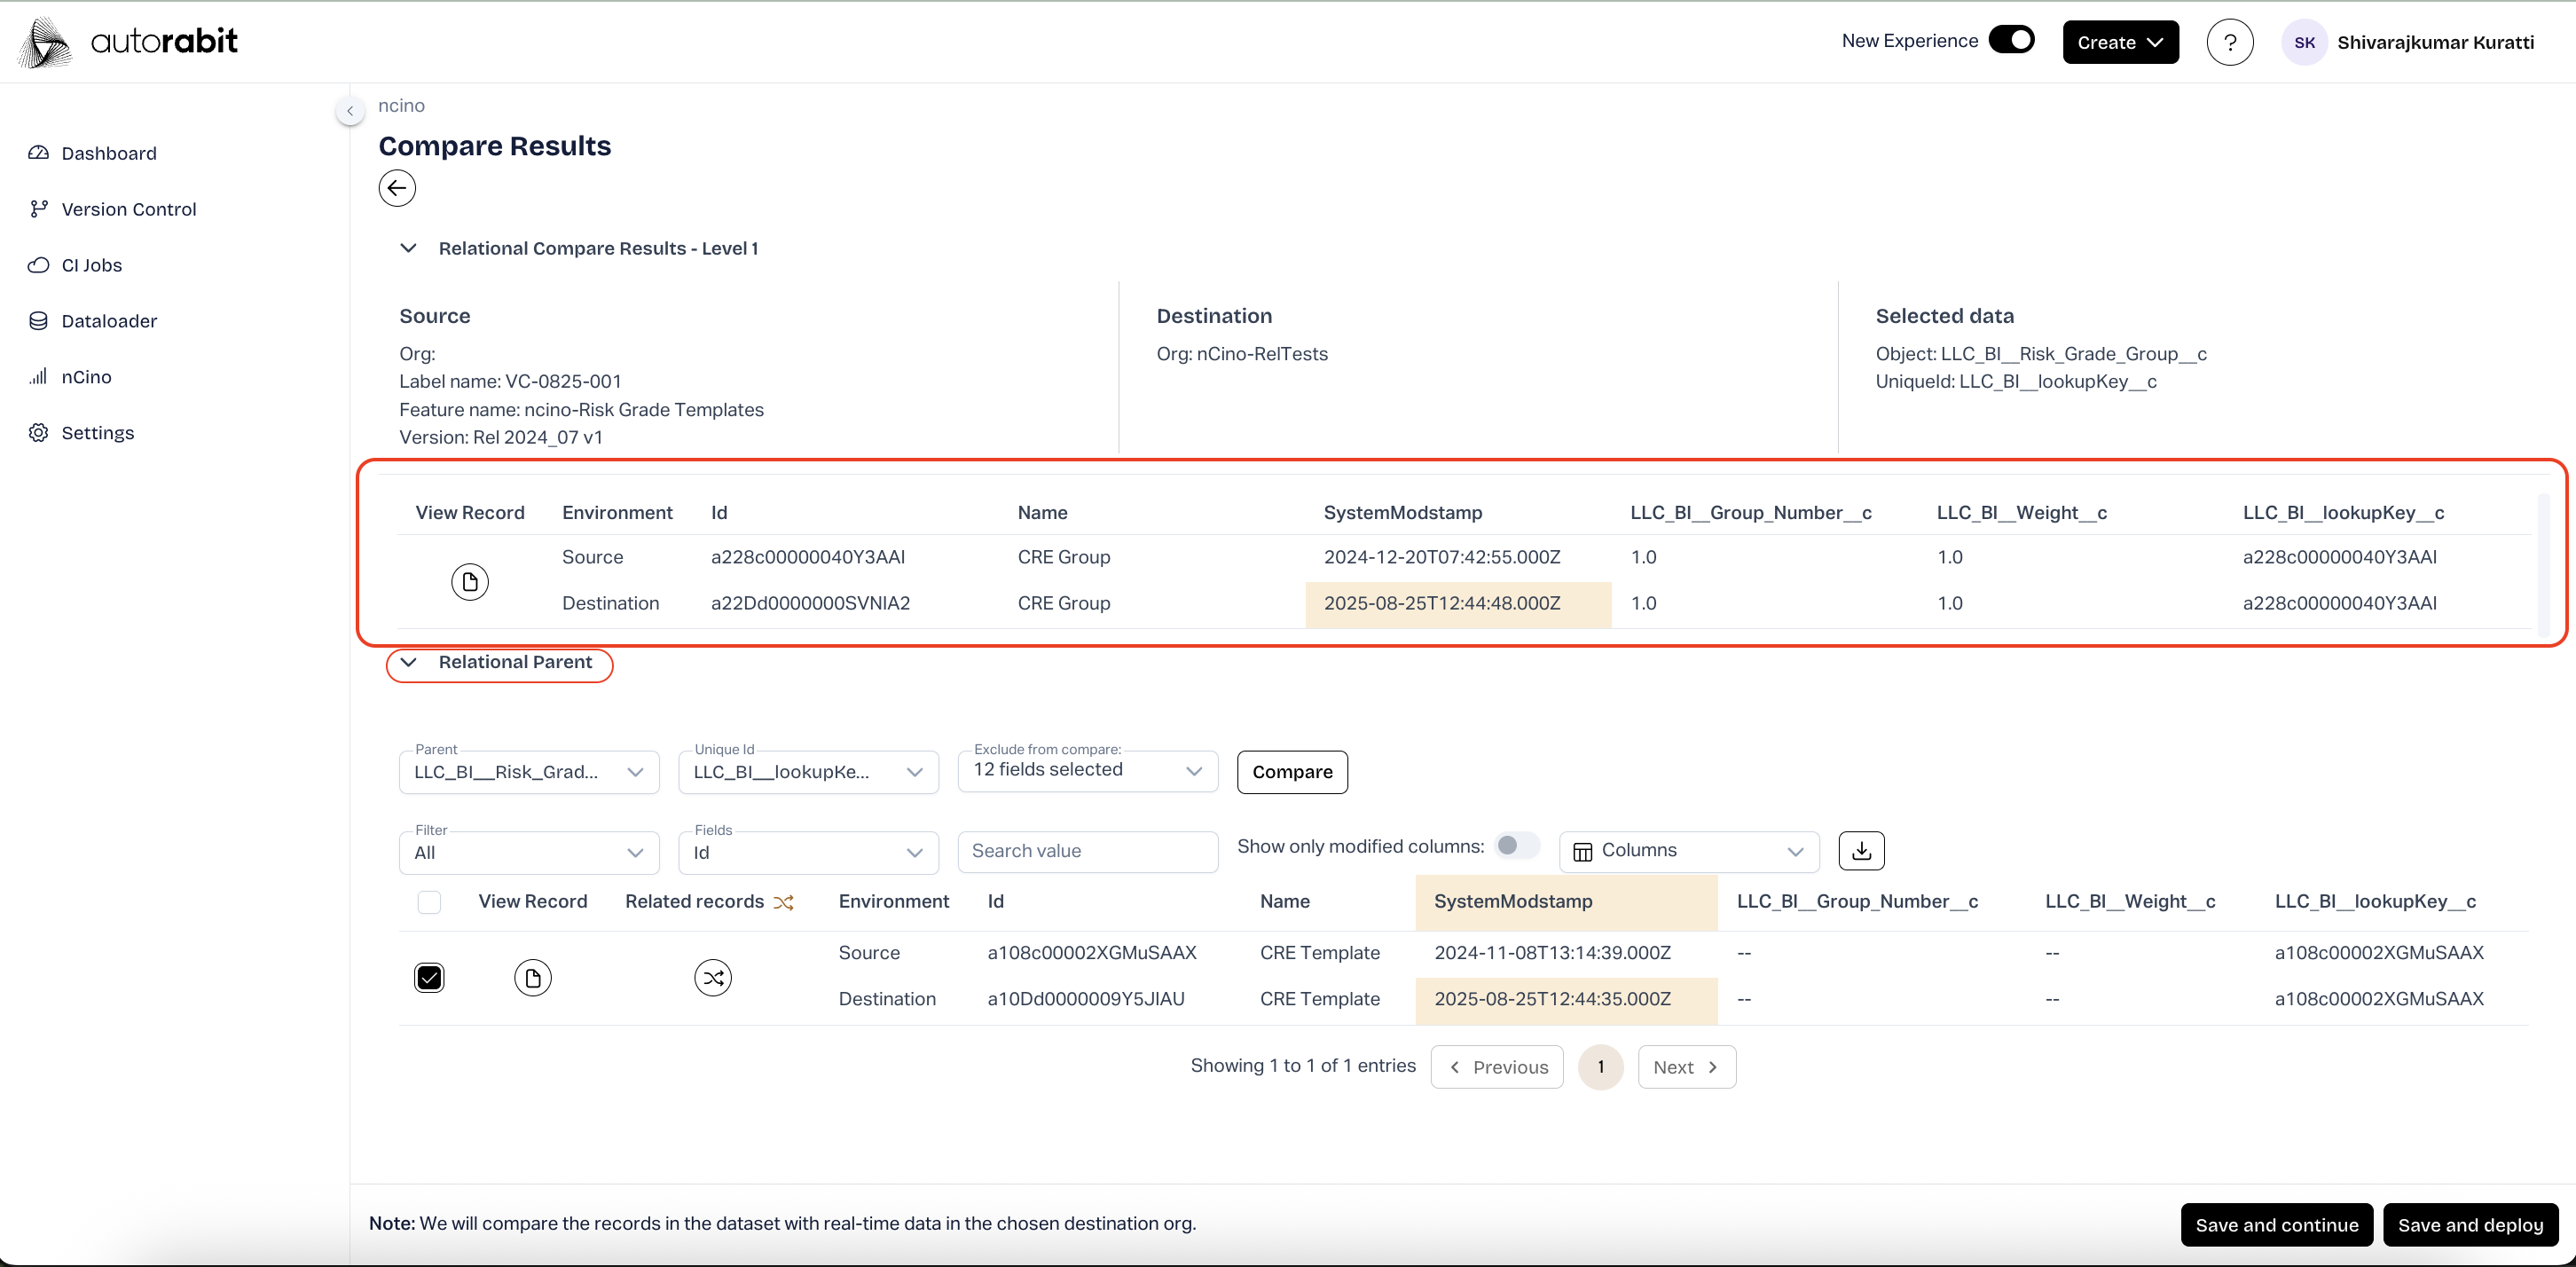 autorabit
New Experience
Create
?
SK
Shivarajkumar Kuratti
Dashboard
Version Control
CI Jobs
Dataloader
nCino
Settings
ncino
Compare Results
Relational Compare Results - Level 1
Source
Org:
Label name: VC-0825-001
Feature name: ncino-Risk Grade Templates
Version: Rel 2024_07 v1
Destination
Org: nCino-RelTests
Selected data
Object: LLC_BI__Risk_Grade_Group__c
UniqueId: LLC_BI__lookupKey__c
View Record Environment Id Name SystemModstamp LLC_BI__Group_Number__c LLC_BI__Weight__c LLC_BI__lookupKey__c
Source a228c00000040Y3AAI CRE Group 2024-12-20T07:42:55.000Z 1.0 1.0 a228c00000040Y3AAI
Destination a22Dd0000000SVNIA2 CRE Group 2025-08-25T12:44:48.000Z 1.0 1.0 a228c00000040Y3AAI
Relational Parent
Parent Unique Id Exclude from compare:
LLC_BI__Risk_Grad... LLC_BI__lookupKe... 12 fields selected Compare
Filter Fields
All Id Search value Show only modified columns: Columns
View Record Related records Environment Id Name SystemModstamp LLC_BI__Group_Number__c LLC_BI__Weight__c LLC_BI__lookupKey__c
Source a108c00002XGMuSAAX CRE Template 2024-11-08T13:14:39.000Z -- -- a108c00002XGMuSAAX
Destination a10Dd0000009Y5JIAU CRE Template 2025-08-25T12:44:35.000Z -- -- a108c00002XGMuSAAX
Showing 1 to 1 of 1 entries Previous 1 Next
Note: We will compare the records in the dataset with real-time data in the chosen destination org.
Save and continue
Save and deploy